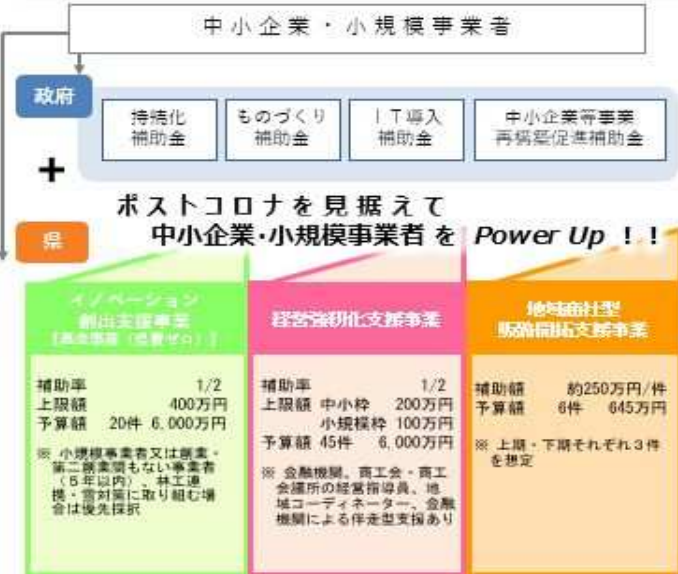 中小企業・小規模事業者
政府
持続化
補助金
ものづくり
補助金
IT導入
補助金
中小企業等事業
再構築促進補助金
+
ポストコロナを見据えて
中小企業・小規模事業者を Power Up !!
県
イノベーション
創出支援事業
経営強靭化支援事業
地域商社型
販路開拓支援事業
補助率 1/2
上限額 400万円
予算額 20件 6,000万円
※ 小規模事業者又は創業・
第二創業間もない事業者
(5年以内)、林工連
携・雪対策に取り組む場
合は優先採択
補助率 1/2
上限額 中小枠 200万円
小規模枠 100万円
予算額 45件 6,000万円
※ 金融機関、商工会・商工
会議所の経営指導員、地
域コーディネーター、金融
機関による伴走型支援あり
補助額 約250万円/件
予算額 6件 645万円
※ 上期・下期それぞれ3件
を想定